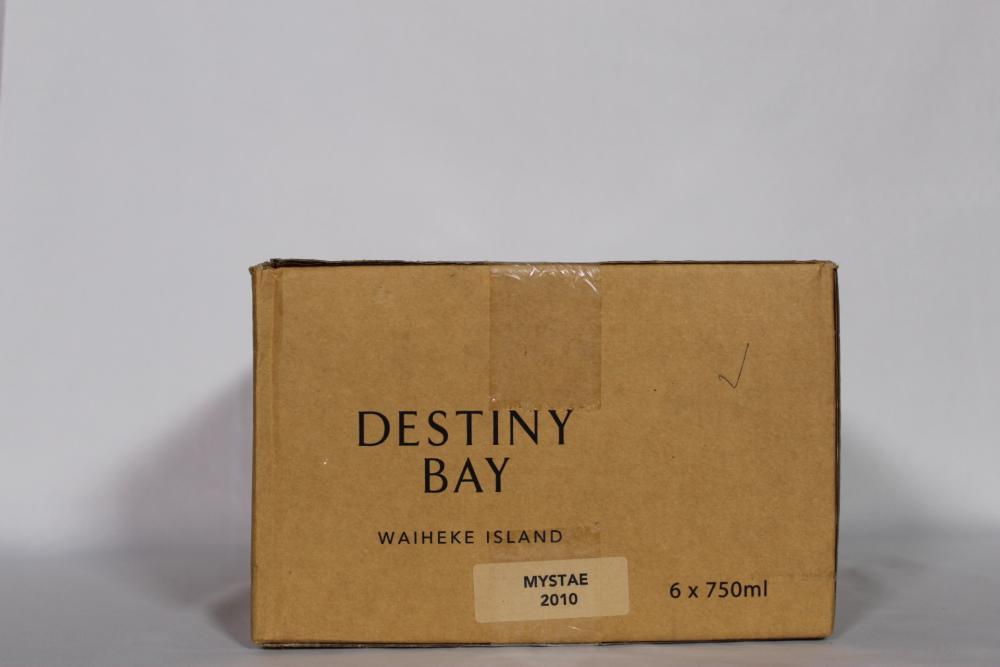 DESTINY
BAY
WAIHEKE ISLAND
MYSTAE
2010
6 x 750ml